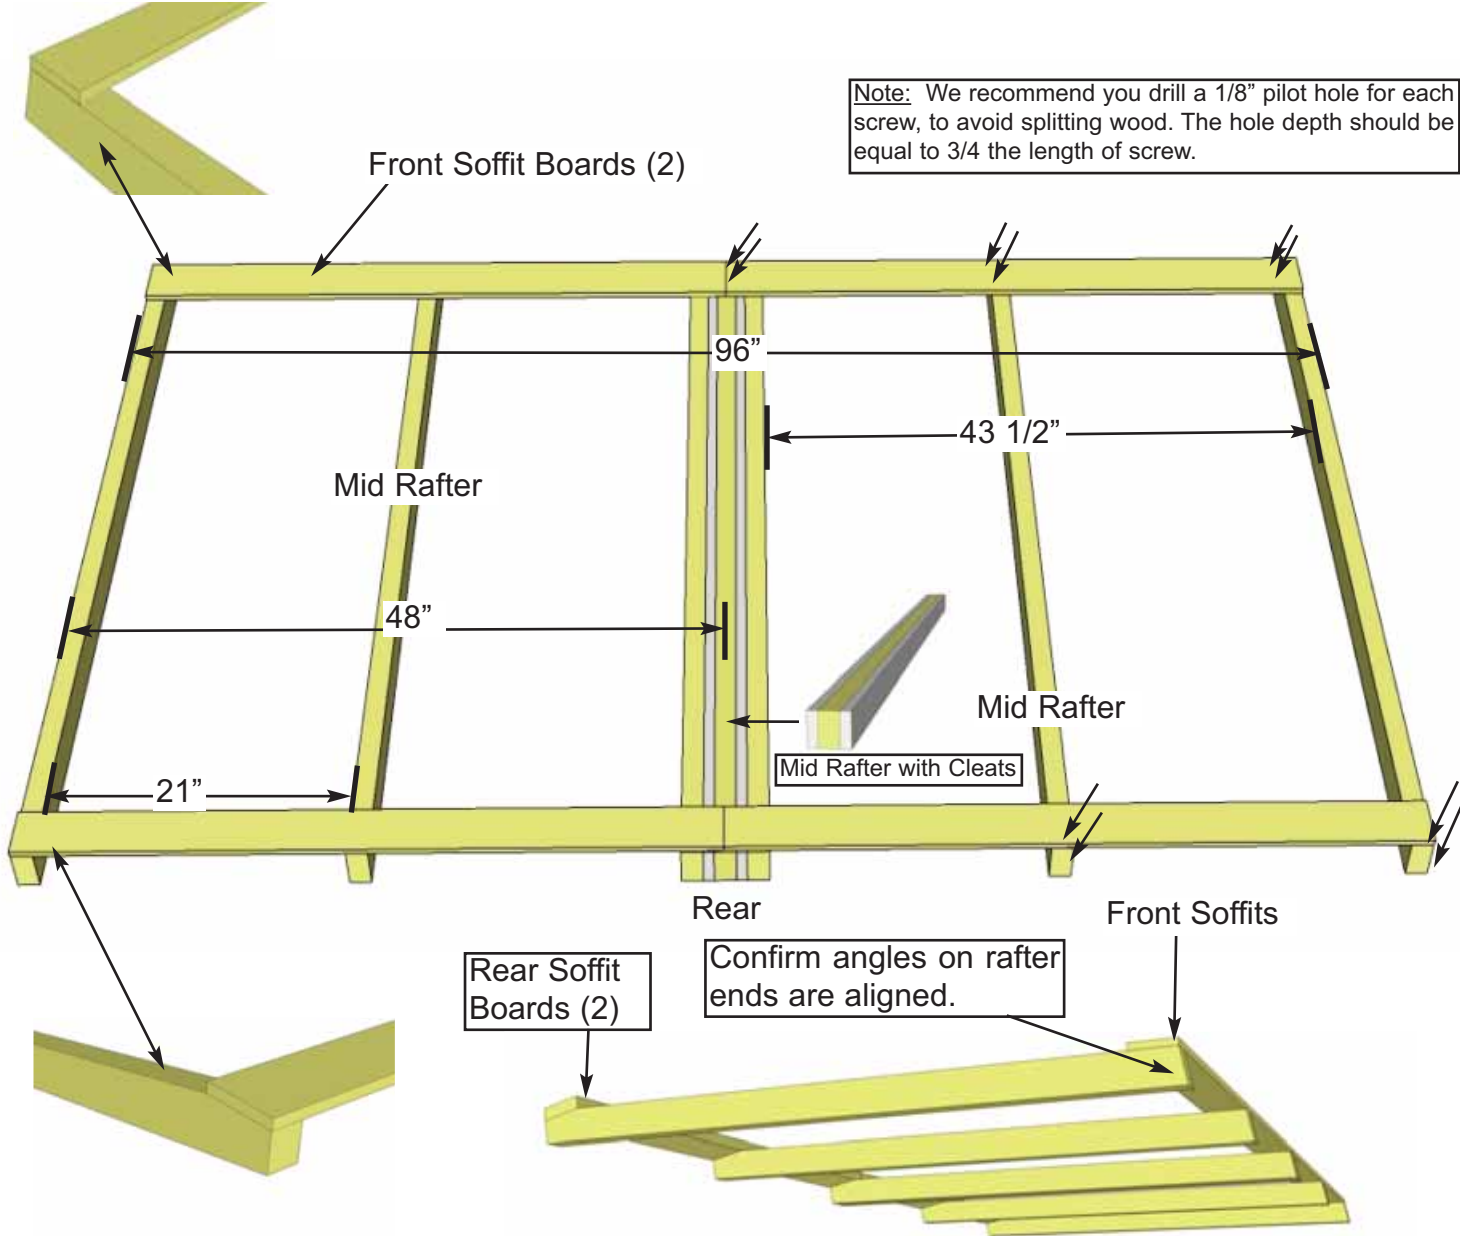 Note: We recommend you drill a 1/8” pilot hole for each
screw, to avoid splitting wood. The hole depth should be
equal to 3/4 the length of screw.
Front Soffit Boards (2)
96”
43 1/2”
Mid Rafter
48”
Mid Rafter
Mid Rafter with Cleats
21”
Rear
Front Soffits
Rear Soffit
Boards (2)
Confirm angles on rafter
ends are aligned.